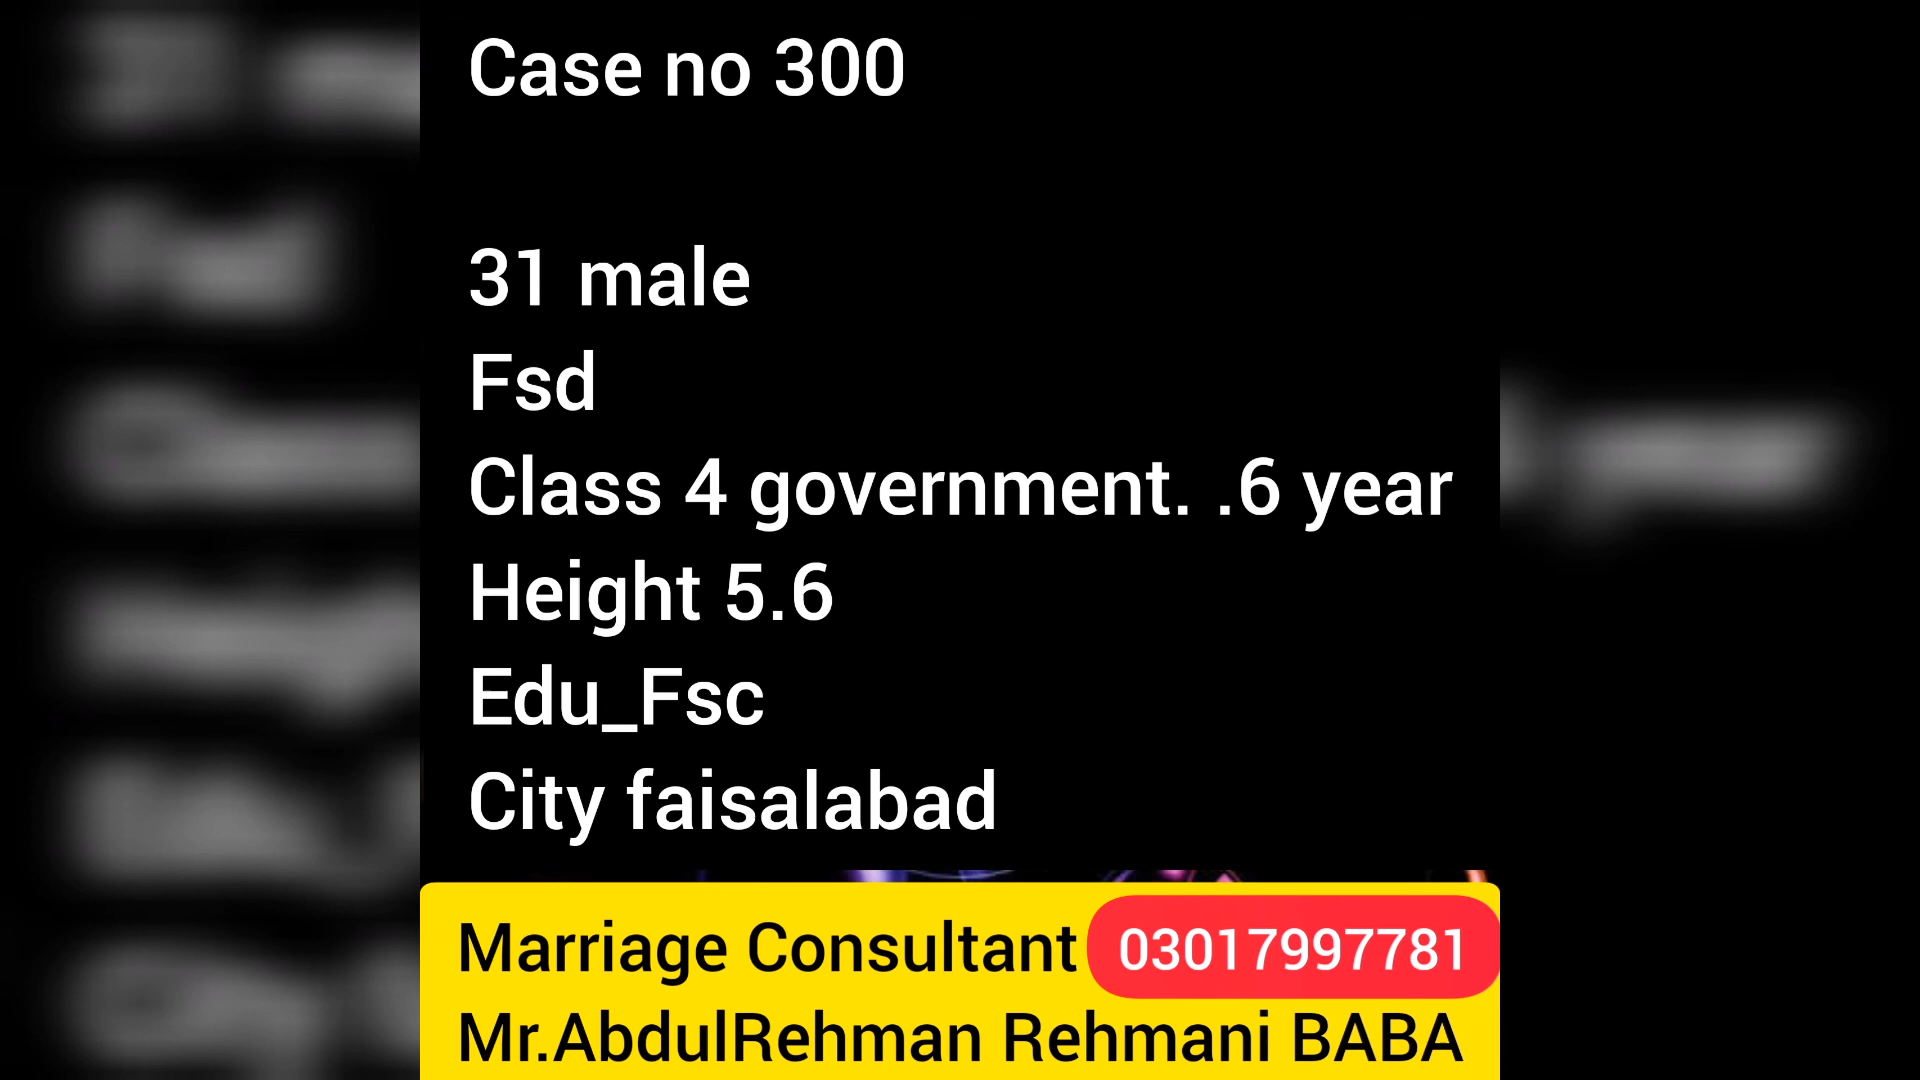 Case no 300
31 male
Fsd
Class 4 government. .6 year
Height 5.6
Edu_Fsc
City faisalabad
Marriage Consultant 03017997781
Mr.AbdulRehman Rehmani BABA